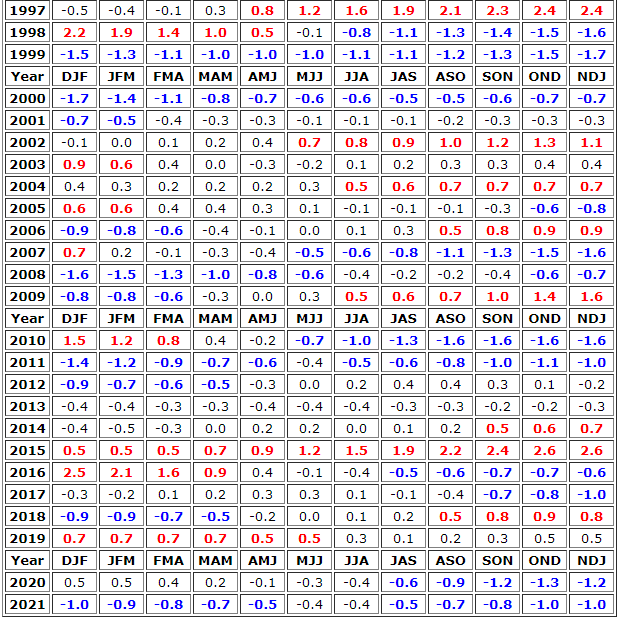 1997 -0.5 -0.4 -0.1 0.3 0.8 1.2 1.6 1.9 2.1 2.3 2.4 2.4
1998 2.2 1.9 1.4 1.0 0.5 -0.1 -0.8 -1.1 -1.3 -1.4 -1.5 -1.6
1999 -1.5 -1.3 -1.1 -1.0 -1.0 -1.0 -1.1 -1.1 -1.2 -1.3 -1.5 -1.7
Year DJF JFM FMA MAM AMJ MJJ JJA JAS ASO SON OND NDJ
2000 -1.7 -1.4 -1.1 -0.8 -0.7 -0.6 -0.6 -0.5 -0.5 -0.6 -0.7 -0.7
2001 -0.7 -0.5 -0.4 -0.3 -0.3 -0.1 -0.1 -0.1 -0.2 -0.3 -0.3 -0.3
2002 -0.1 0.0 0.1 0.2 0.4 0.7 0.8 0.9 1.0 1.2 1.3 1.1
2003 0.9 0.6 0.4 0.0 -0.3 -0.2 0.1 0.2 0.3 0.3 0.4 0.4
2004 0.4 0.3 0.2 0.2 0.2 0.3 0.5 0.6 0.7 0.7 0.7 0.7
2005 0.6 0.6 0.4 0.4 0.3 0.1 -0.1 -0.1 -0.1 -0.3 -0.6 -0.8
2006 -0.9 -0.8 -0.6 -0.4 -0.1 0.0 0.1 0.3 0.5 0.8 0.9 0.9
2007 0.7 0.2 -0.1 -0.3 -0.4 -0.5 -0.6 -0.8 -1.1 -1.3 -1.5 -1.6
2008 -1.6 -1.5 -1.3 -1.0 -0.8 -0.6 -0.4 -0.2 -0.2 -0.4 -0.6 -0.7
2009 -0.8 -0.8 -0.6 -0.3 0.0 0.3 0.5 0.6 0.7 1.0 1.4 1.6
Year DJF JFM FMA MAM AMJ MJJ JJA JAS ASO SON OND NDJ
2010 1.5 1.2 0.8 0.4 -0.2 -0.7 -1.0 -1.3 -1.6 -1.6 -1.6 -1.6
2011 -1.4 -1.2 -0.9 -0.7 -0.6 -0.4 -0.5 -0.6 -0.8 -1.0 -1.1 -1.0
2012 -0.9 -0.7 -0.6 -0.5 -0.3 0.0 0.2 0.4 0.4 0.3 0.1 -0.2
2013 -0.4 -0.4 -0.3 -0.3 -0.4 -0.4 -0.4 -0.3 -0.3 -0.2 -0.2 -0.3
2014 -0.4 -0.5 -0.3 0.0 0.2 0.2 0.0 0.1 0.2 0.5 0.6 0.7
2015 0.5 0.5 0.5 0.7 0.9 1.2 1.5 1.9 2.2 2.4 2.6 2.6
2016 2.5 2.1 1.6 0.9 0.4 -0.1 -0.4 -0.5 -0.6 -0.7 -0.7 -0.6
2017 -0.3 -0.2 0.1 0.2 0.3 0.3 0.1 -0.1 -0.4 -0.7 -0.8 -1.0
2018 -0.9 -0.9 -0.7 -0.5 -0.2 0.0 0.1 0.2 0.5 0.8 0.9 0.8
2019 0.7 0.7 0.7 0.7 0.5 0.5 0.3 0.1 0.2 0.3 0.5 0.5
Year DJF JFM FMA MAM AMJ MJJ JJA JAS ASO SON OND NDJ
2020 0.5 0.5 0.4 0.2 -0.1 -0.3 -0.4 -0.6 -0.9 -1.2 -1.3 -1.2
2021 -1.0 -0.9 -0.8 -0.7 -0.5 -0.4 -0.4 -0.5 -0.7 -0.8 -1.0 -1.0